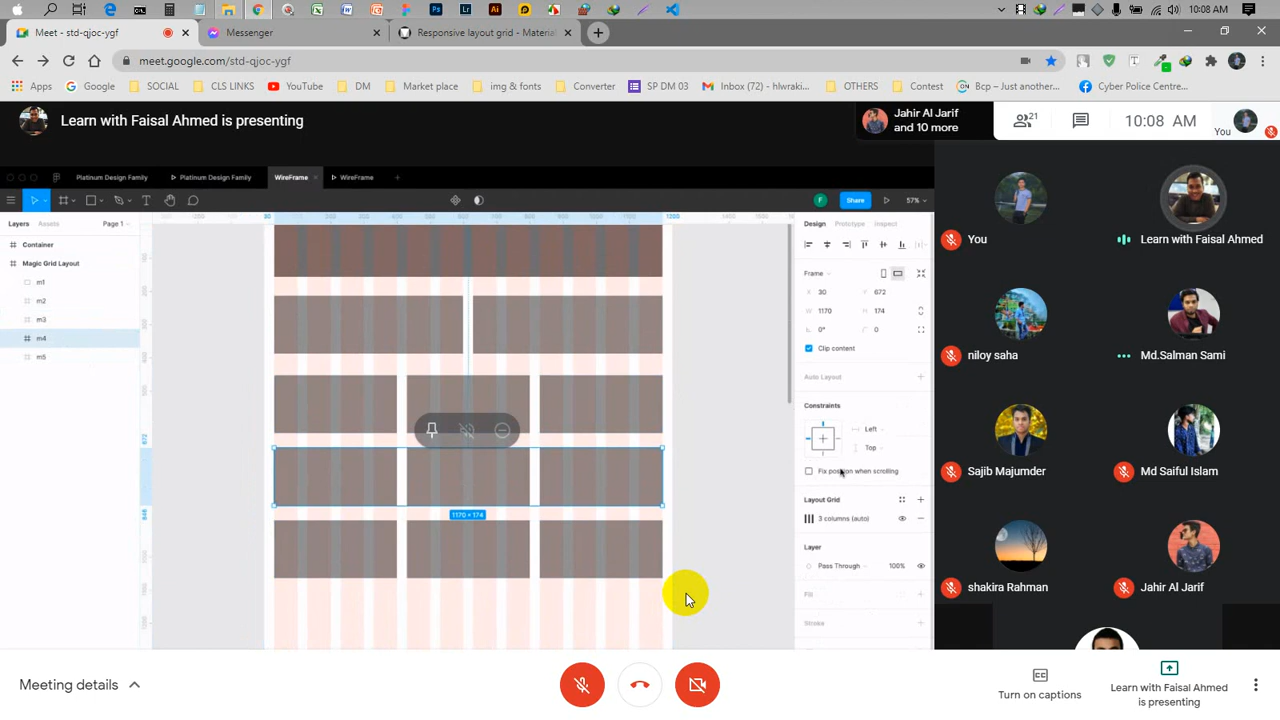 10:08 AM
Meet - std-qjoc-ygf
Messenger
Responsive layout grid - Material
meet.google.com/std-qjoc-ygf
Apps
Google
SOCIAL
CLS LINKS
YouTube
DM
Market place
img & fonts
Converter
SP DM 03
Inbox (72) - hlwraki...
OTHERS
Contest
Bcp – Just another...
Cyber Police Centre...
Learn with Faisal Ahmed is presenting
Jahir Al Jarif
and 10 more
21
10:08 AM
You
Platinum Design Family
Platinum Design Family
WireFrame
WireFrame
F
Share
57%
Layers
Assets
Page 1
Container
Magic Grid Layout
m1
m2
m3
m4
m5
30
1200
672
846
1170 × 174
Design
Prototype
Inspect
Frame
X 30
Y 672
W 1170
H 174
0°
0
Clip content
Auto Layout
Constraints
Left
Top
Fix position when scrolling
Layout Grid
3 columns (auto)
Layer
Pass Through
100%
Fill
Stroke
You
Learn with Faisal Ahmed
niloy saha
Md.Salman Sami
Sajib Majumder
Md Saiful Islam
shakira Rahman
Jahir Al Jarif
Meeting details
Turn on captions
Learn with Faisal Ahmed
is presenting